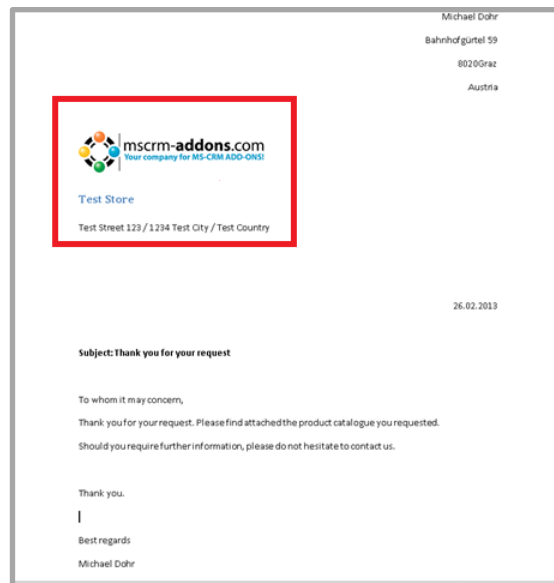 Michael Dohr
Bahnhofgürtel 59
8020Graz
Austria
mscrm-addons.com
Your company for MS-CRM ADD-ONS!
Test Store
Test Street 123 / 1234 Test City / Test Country
26.02.2013
Subject: Thank you for your request
To whom it may concern,
Thank you for your request. Please find attached the product catalogue you requested.
Should you require further information, please do not hesitate to contact us.
Thank you.
Best regards
Michael Dohr